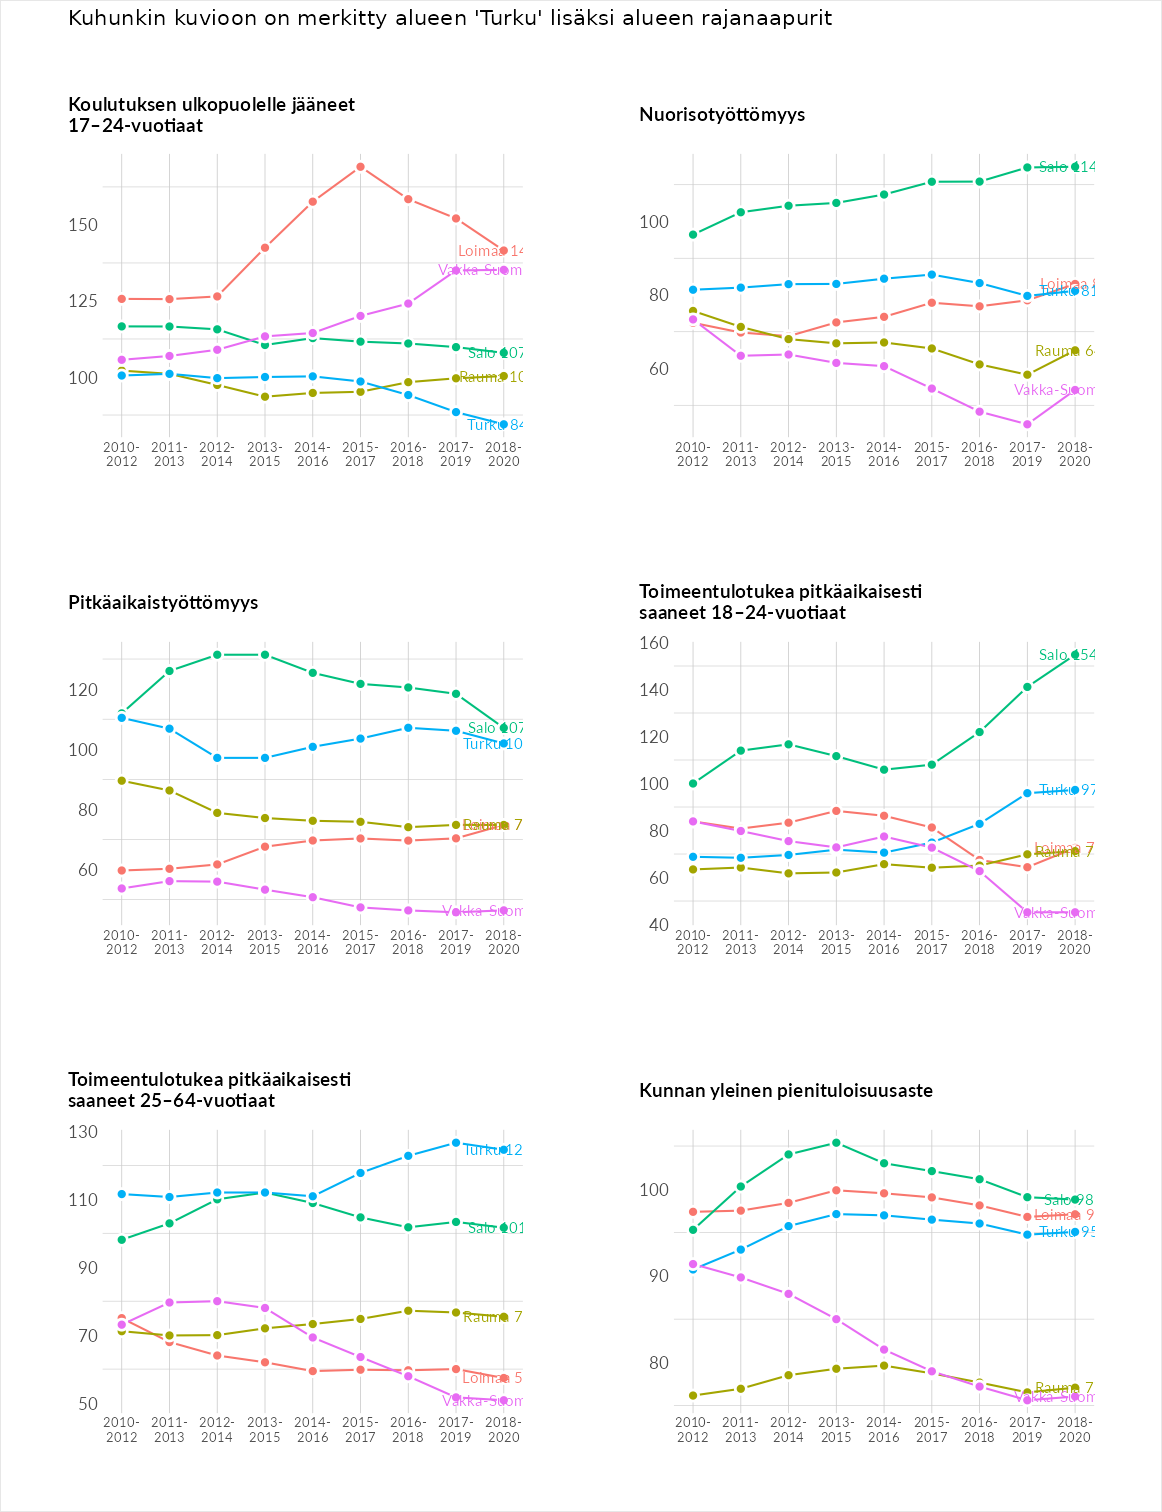 Kuhunkin kuvioon on merkitty alueen 'Turku' lisäksi alueen rajanaapurit
Koulutuksen ulkopuolelle jääneet
17–24-vuotiaat
150
125
100
Loimaa 14
Vakka-Suom
Salo 107
Rauma 10
Turku 84
2010- 2011- 2012- 2013- 2014- 2015- 2016- 2017- 2018-
2012 2013 2014 2015 2016 2017 2018 2019 2020
Nuorisotyöttömyys
100
80
60
Salo 114
Loimaa
Turku 81
Rauma 64
Vakka-Suom
2010- 2011- 2012- 2013- 2014- 2015- 2016- 2017- 2018-
2012 2013 2014 2015 2016 2017 2018 2019 2020
Pitkäaikaistyöttömyys
120
100
80
60
Salo 107
Turku 10
Rauma 7
Vakka-Suom
2010- 2011- 2012- 2013- 2014- 2015- 2016- 2017- 2018-
2012 2013 2014 2015 2016 2017 2018 2019 2020
Toimeentulotukea pitkäaikaisesti
saaneet 18–24-vuotiaat
160
140
120
100
80
60
40
Salo 154
Turku 97
Loimaa 7
Rauma 7
Vakka-Suom
2010- 2011- 2012- 2013- 2014- 2015- 2016- 2017- 2018-
2012 2013 2014 2015 2016 2017 2018 2019 2020
Toimeentulotukea pitkäaikaisesti
saaneet 25–64-vuotiaat
130
110
90
70
50
Turku 12
Salo 101
Rauma 7
Loimaa 5
Vakka-Suom
2010- 2011- 2012- 2013- 2014- 2015- 2016- 2017- 2018-
2012 2013 2014 2015 2016 2017 2018 2019 2020
Kunnan yleinen pienituloisuusaste
100
90
80
Salo 98
Loimaa 9
Turku 95
Rauma 7
Vakka-Suom
2010- 2011- 2012- 2013- 2014- 2015- 2016- 2017- 2018-
2012 2013 2014 2015 2016 2017 2018 2019 2020